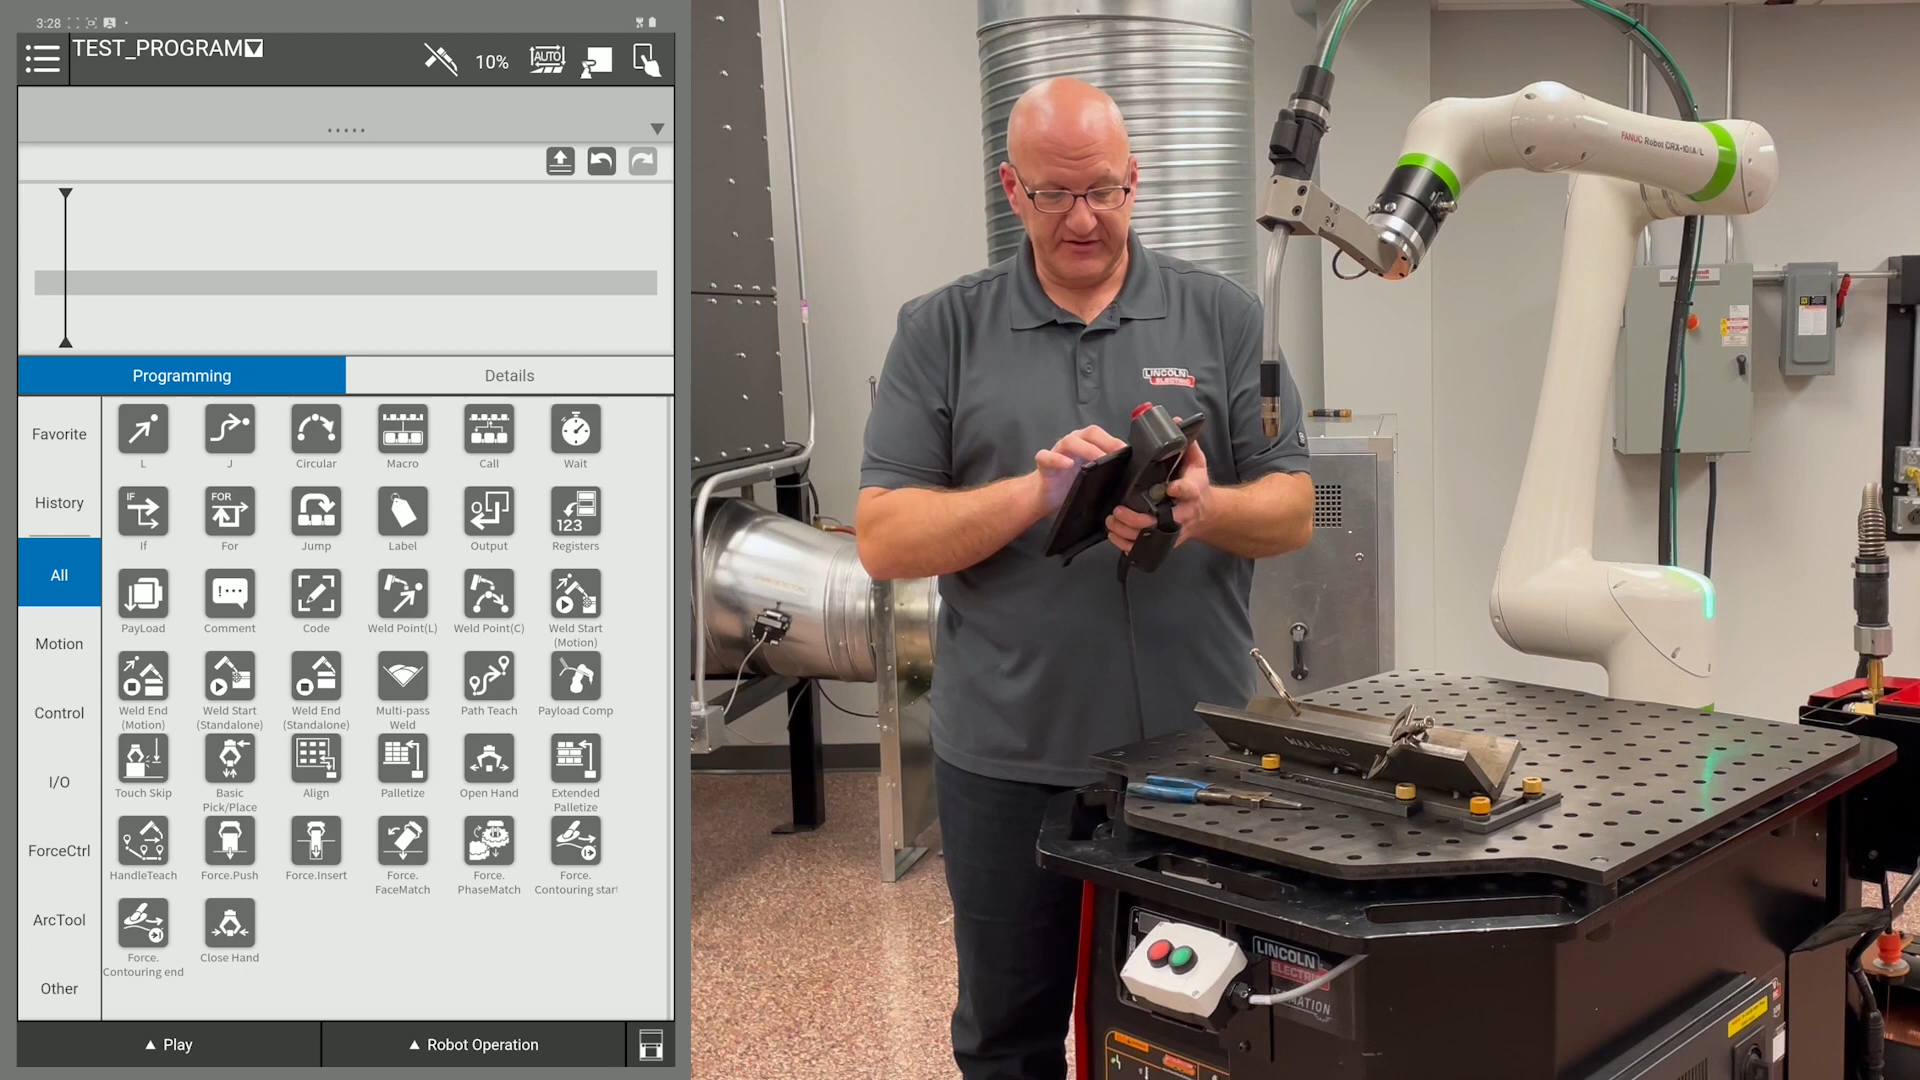 3:28
TEST_PROGRAM
10%
AUTO
Programming
Details
Favorite
History
All
Motion
Control
I/O
ForceCtrl
ArcTool
Other
L
J
Circular
Macro
Call
Wait
IF
FOR
123
If
For
Jump
Label
Output
Registers
PayLoad
Comment
Code
Weld Point(L)
Weld Point(C)
Weld Start
(Motion)
Weld End
(Motion)
Weld Start
(Standalone)
Weld End
(Standalone)
Multi-pass
Weld
Path Teach
Payload Comp
Touch Skip
Basic
Pick/Place
Align
Palletize
Open Hand
Extended
Palletize
HandleTeach
Force.Push
Force.Insert
Force.
FaceMatch
Force.
PhaseMatch
Force.
Contouring star
Force.
Contouring end
Close Hand
Play
Robot Operation
FANUC Robot CRX-10iA/L
LINCOLN
ELECTRIC
LINCOLN
ELECTRIC